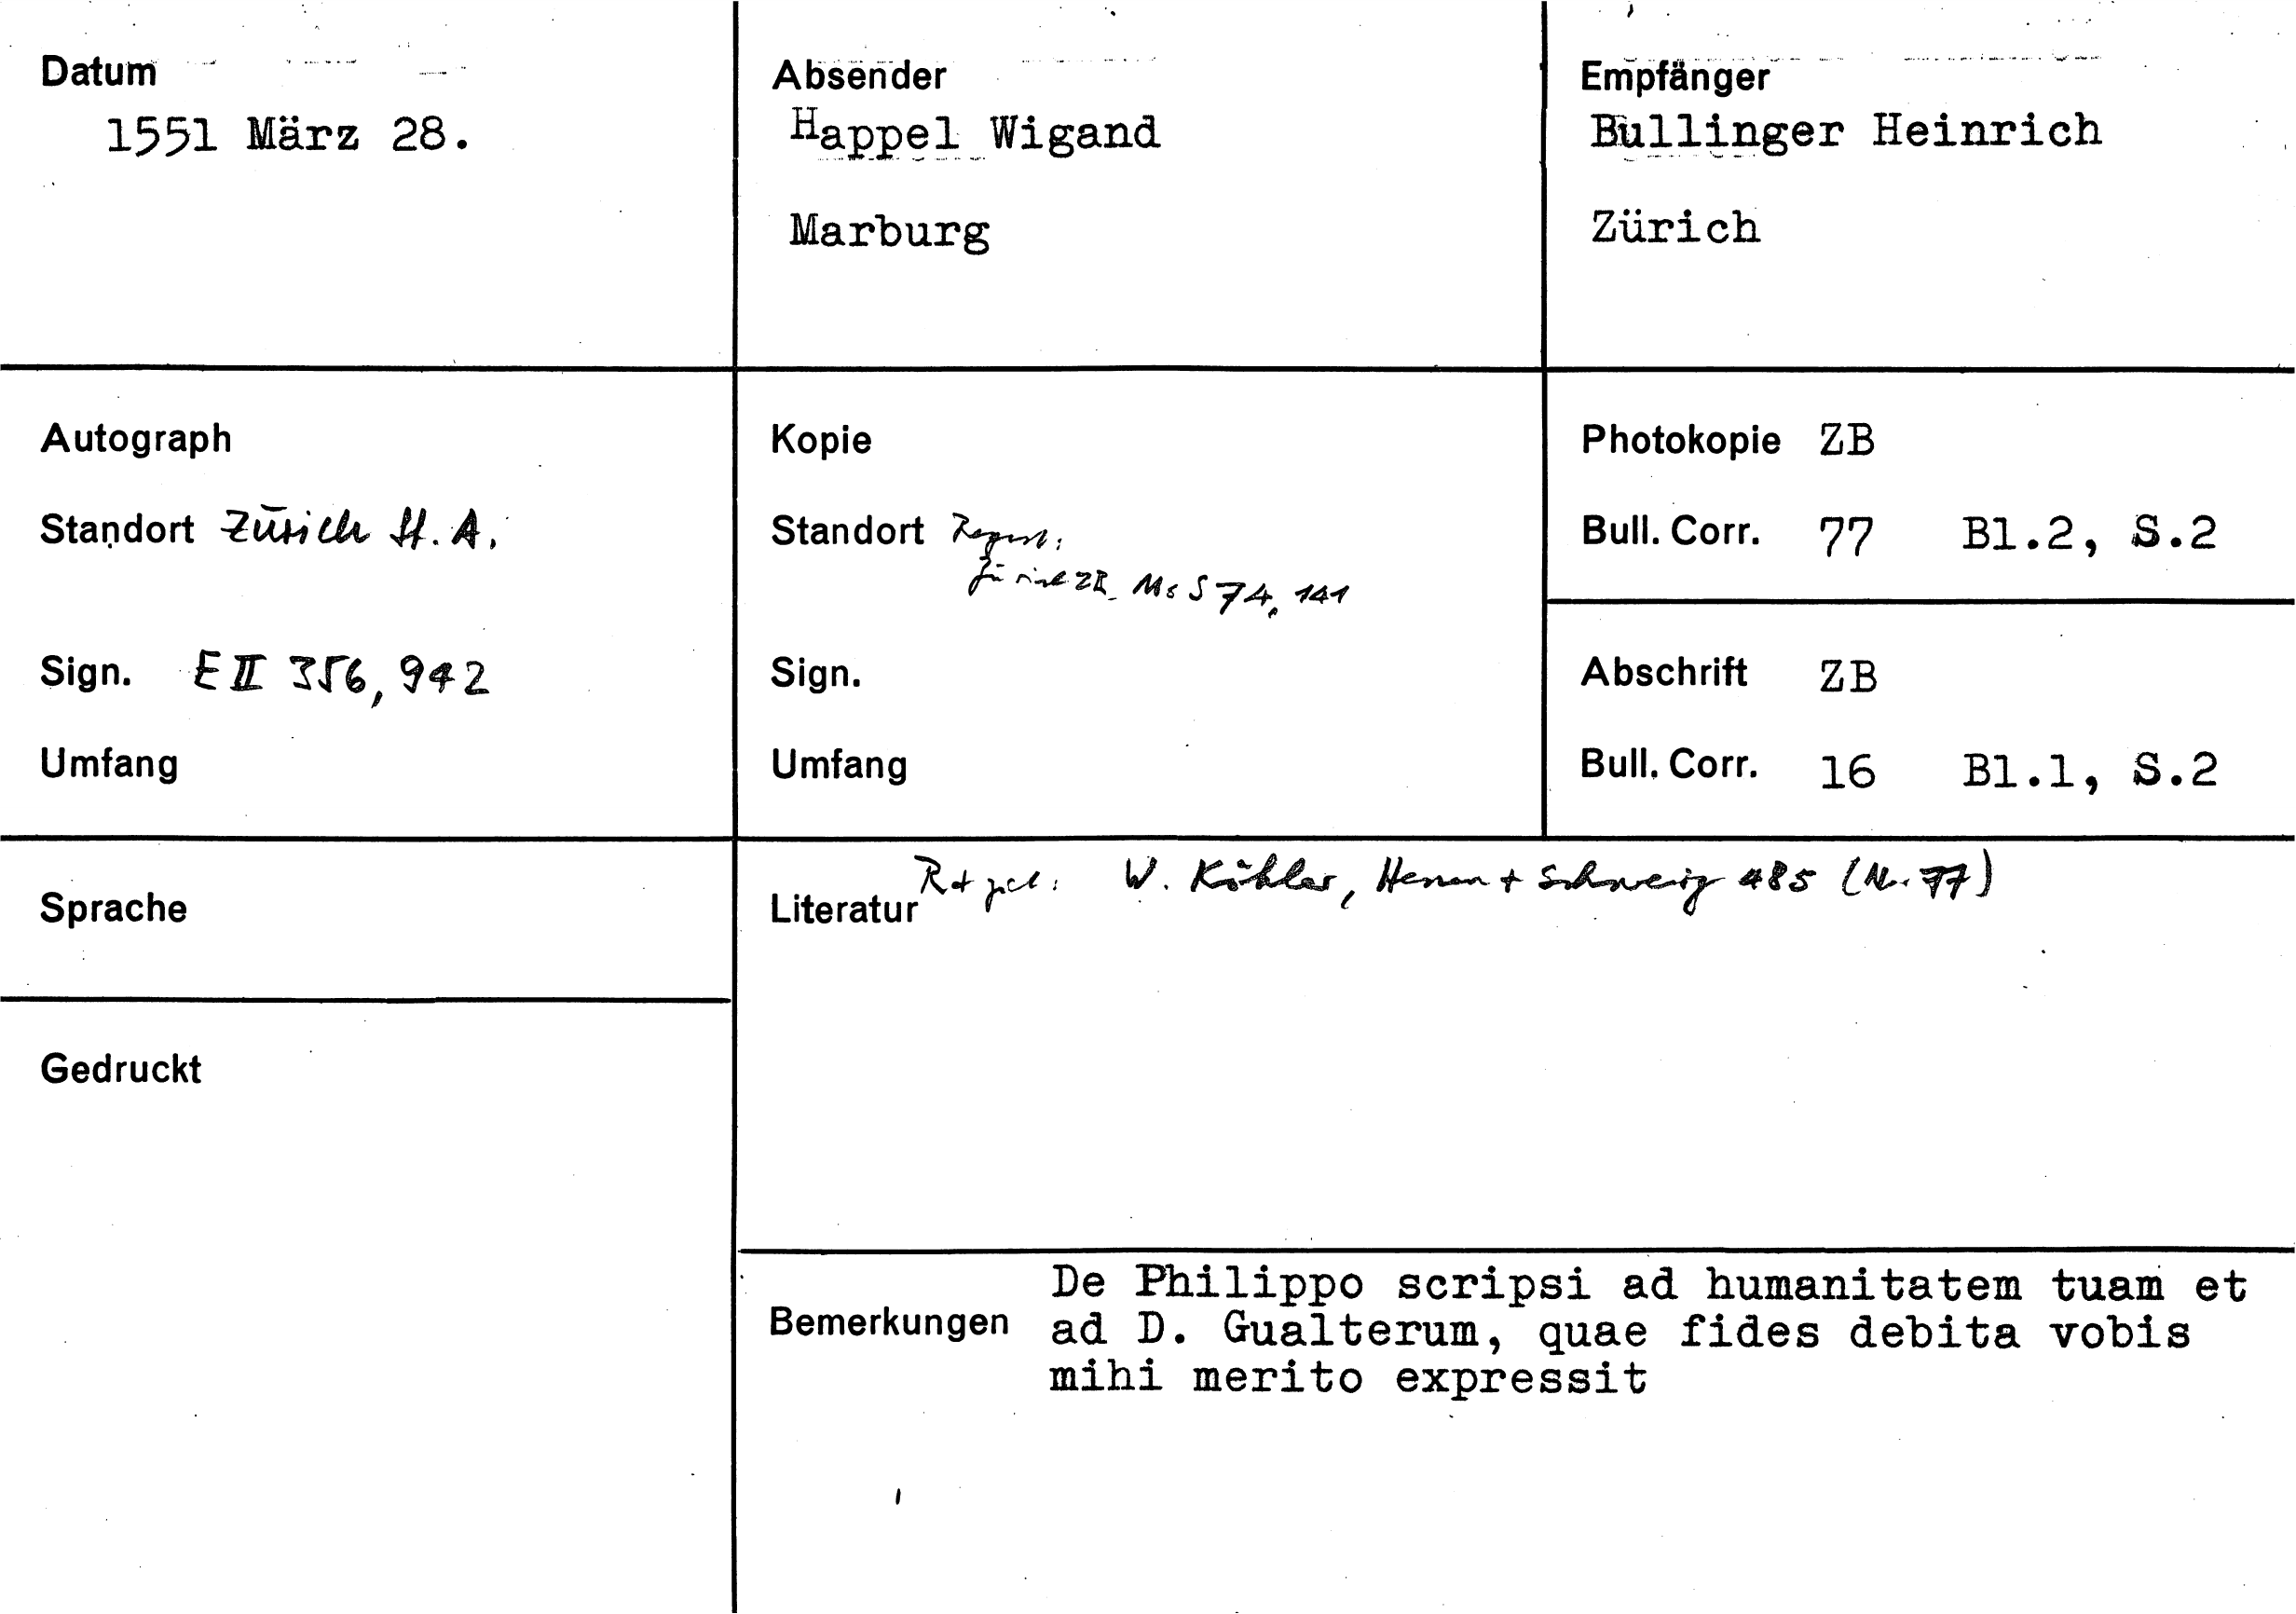 Datum
1551 März 28.
Absender
Happel Wigand
Marburg
Empfänger
Bullinger Heinrich
Zürich
Autograph
Standort Zürich St. A.
Sign. E II 356, 942
Umfang
Kopie
Standort Regest:
Zürich ZB. Ms S 74, 141
Sign.
Umfang
Photokopie ZB
Bull. Corr. 77 Bl.2, S.2
Abschrift ZB
Bull. Corr. 16 Bl.1, S.2
Sprache
Gedruckt
Literatur W. Köhler, Hessen + Schweiz 485 (Nr. 77)
Bemerkungen
De Philippo scripsi ad humanitatem tuam et
ad D. Gualterum, quae fides debita vobis
mihi merito expressit